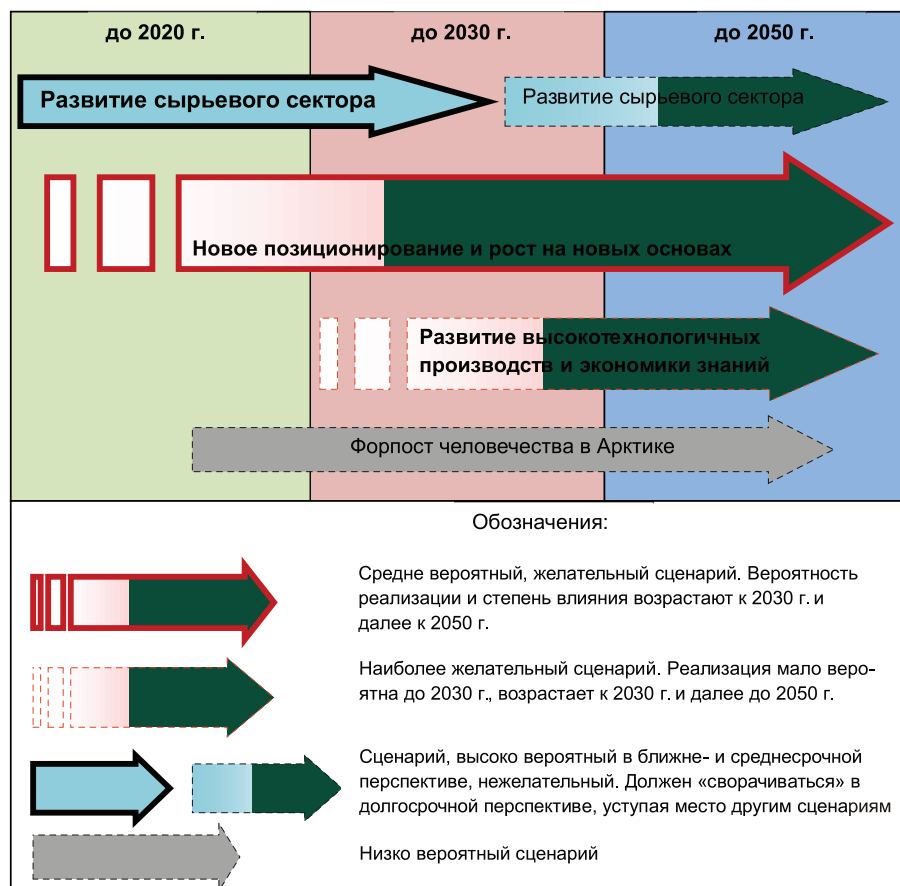 до 2020 г.
до 2030 г.
до 2050 г.
Развитие сырьевого сектора
Развитие сырьевого сектора
Новое позиционирование и рост на новых основах
Развитие высокотехнологичных
производств и экономики знаний
Форпост человечества в Арктике
Обозначения:
Средне вероятный, желательный сценарий. Вероятность
реализации и степень влияния возрастают к 2030 г. и
далее к 2050 г.
Наиболее желательный сценарий. Реализация мало веро-
ятна до 2030 г., возрастает к 2030 г. и далее до 2050 г.
Сценарий, высоко вероятный в ближне- и среднесрочной
перспективе, нежелательный. Должен «сворачиваться» в
долгосрочной перспективе, уступая место другим сценариям
Низко вероятный сценарий